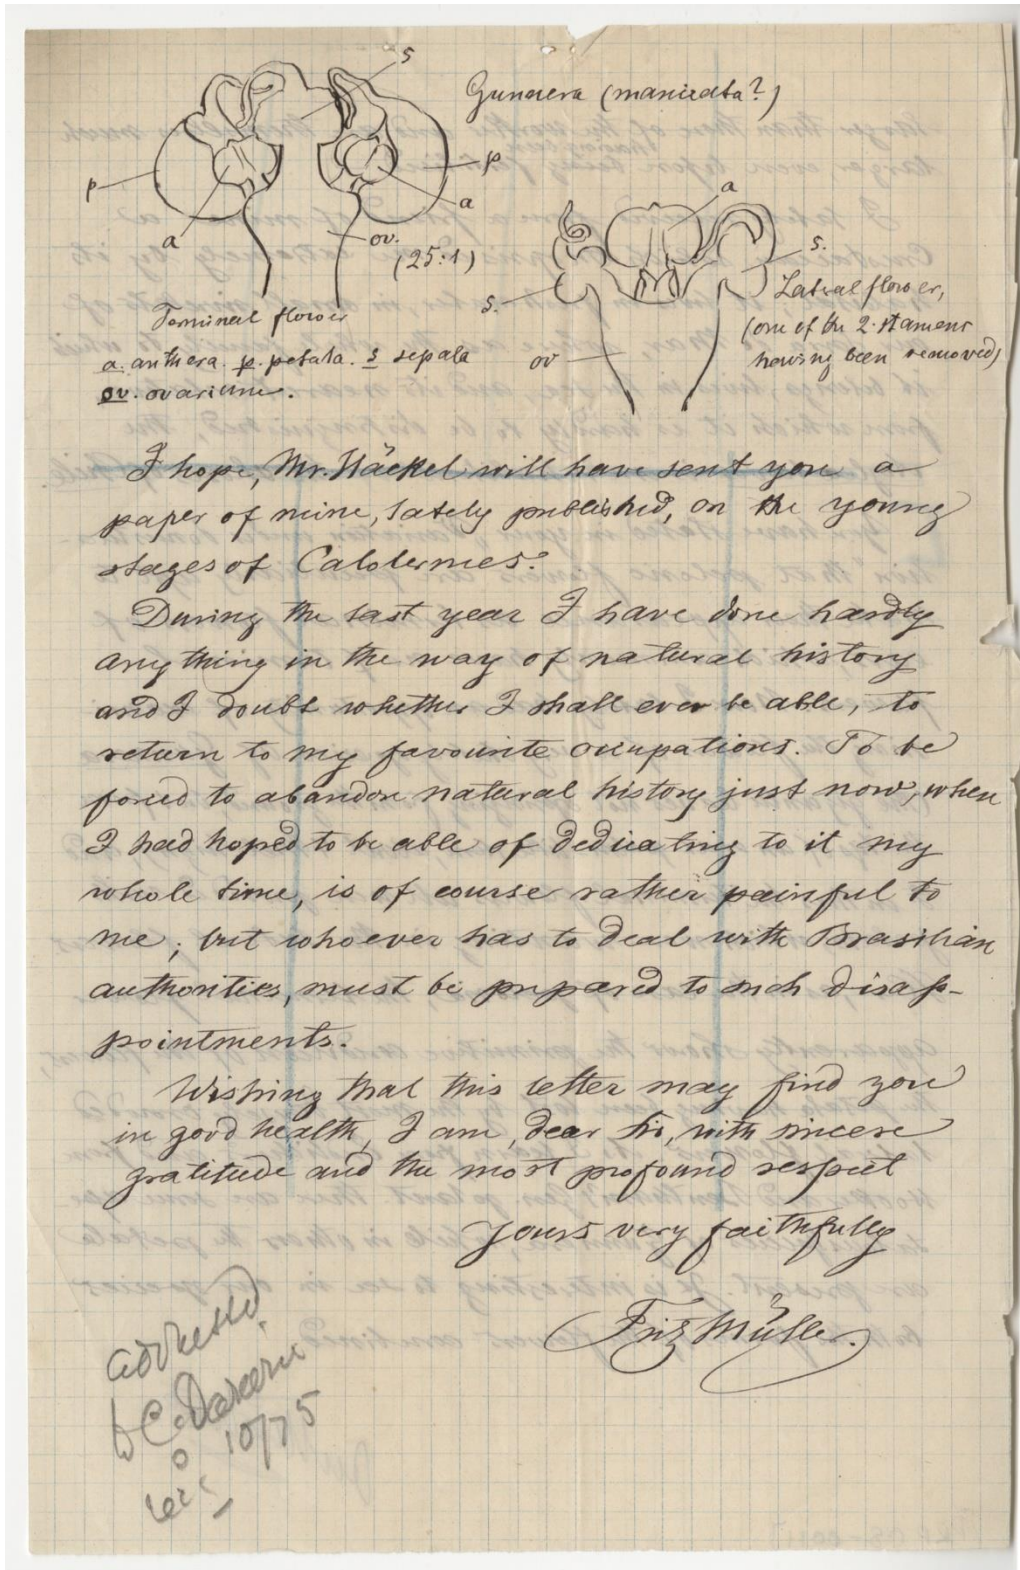 s
Gunnera (manicata?)
p
p
a
a
a
ov.
(25:1)
s.
s.
Lateral flower,
Terminal flower
(one of the 2 stamens
a. anthera. p. petala. s sepala
ov
having been removed)
ov. ovarium.
I hope, Mr. Häckel will have sent you a
paper of mine, lately published, on the young
stages of Calotermes.
During the last year I have done hardly
anything in the way of natural history
and I doubt whether I shall ever be able, to
return to my favourite occupations. To be
forced to abandon natural history just now, when
I had hoped to be able of dedicating to it my
whole time, is of course rather painful to
me; but whoever has to deal with Brasilian
authorities, must be prepared to such disap-
pointments.
Wishing that this letter may find you
in good health, I am, dear Sir, with sincere
gratitude and the most profound respect
Yours very faithfully
Fritz Müller.
addressed
C. Darwin
10/75